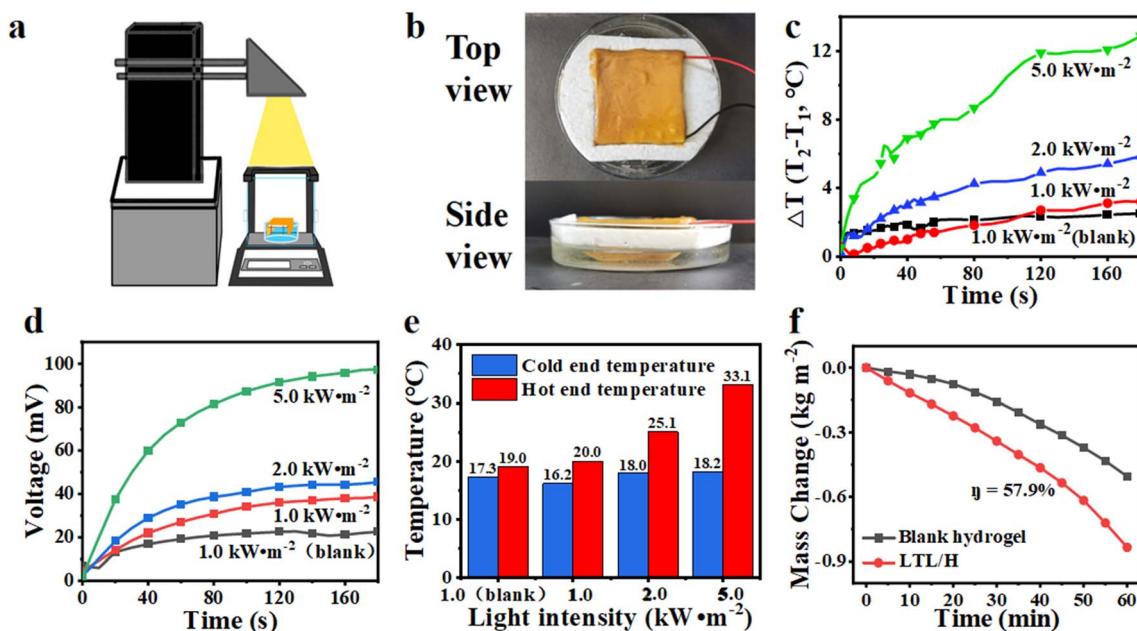 a
b
Top
view
Side
view
c
12
8
4
0
△T (T2-T1, °C)
5.0 kW•m-2
2.0 kW•m-2
1.0 kW•m-2
1.0 kW•m-2(blank)
0 40 80 120 160
Time (s)
d
100
80
60
40
20
0
Voltage (mV)
5.0 kW•m-2
2.0 kW•m-2
1.0 kW•m-2
1.0 kW•m-2（blank）
0 40 80 120 160
Time (s)
e
40
30
20
10
0
Temperature (°C)
Cold end temperature
Hot end temperature
17.3 19.0 16.2 20.0 18.0 25.1 18.2 33.1
1.0（blank） 1.0 2.0 5.0
Light intensity (kW•m-2)
f
0.0
-0.3
-0.6
-0.9
Mass Change (kg m-2)
η = 57.9%
Blank hydrogel
LTL/H
0 10 20 30 40 50 60
Time (min)